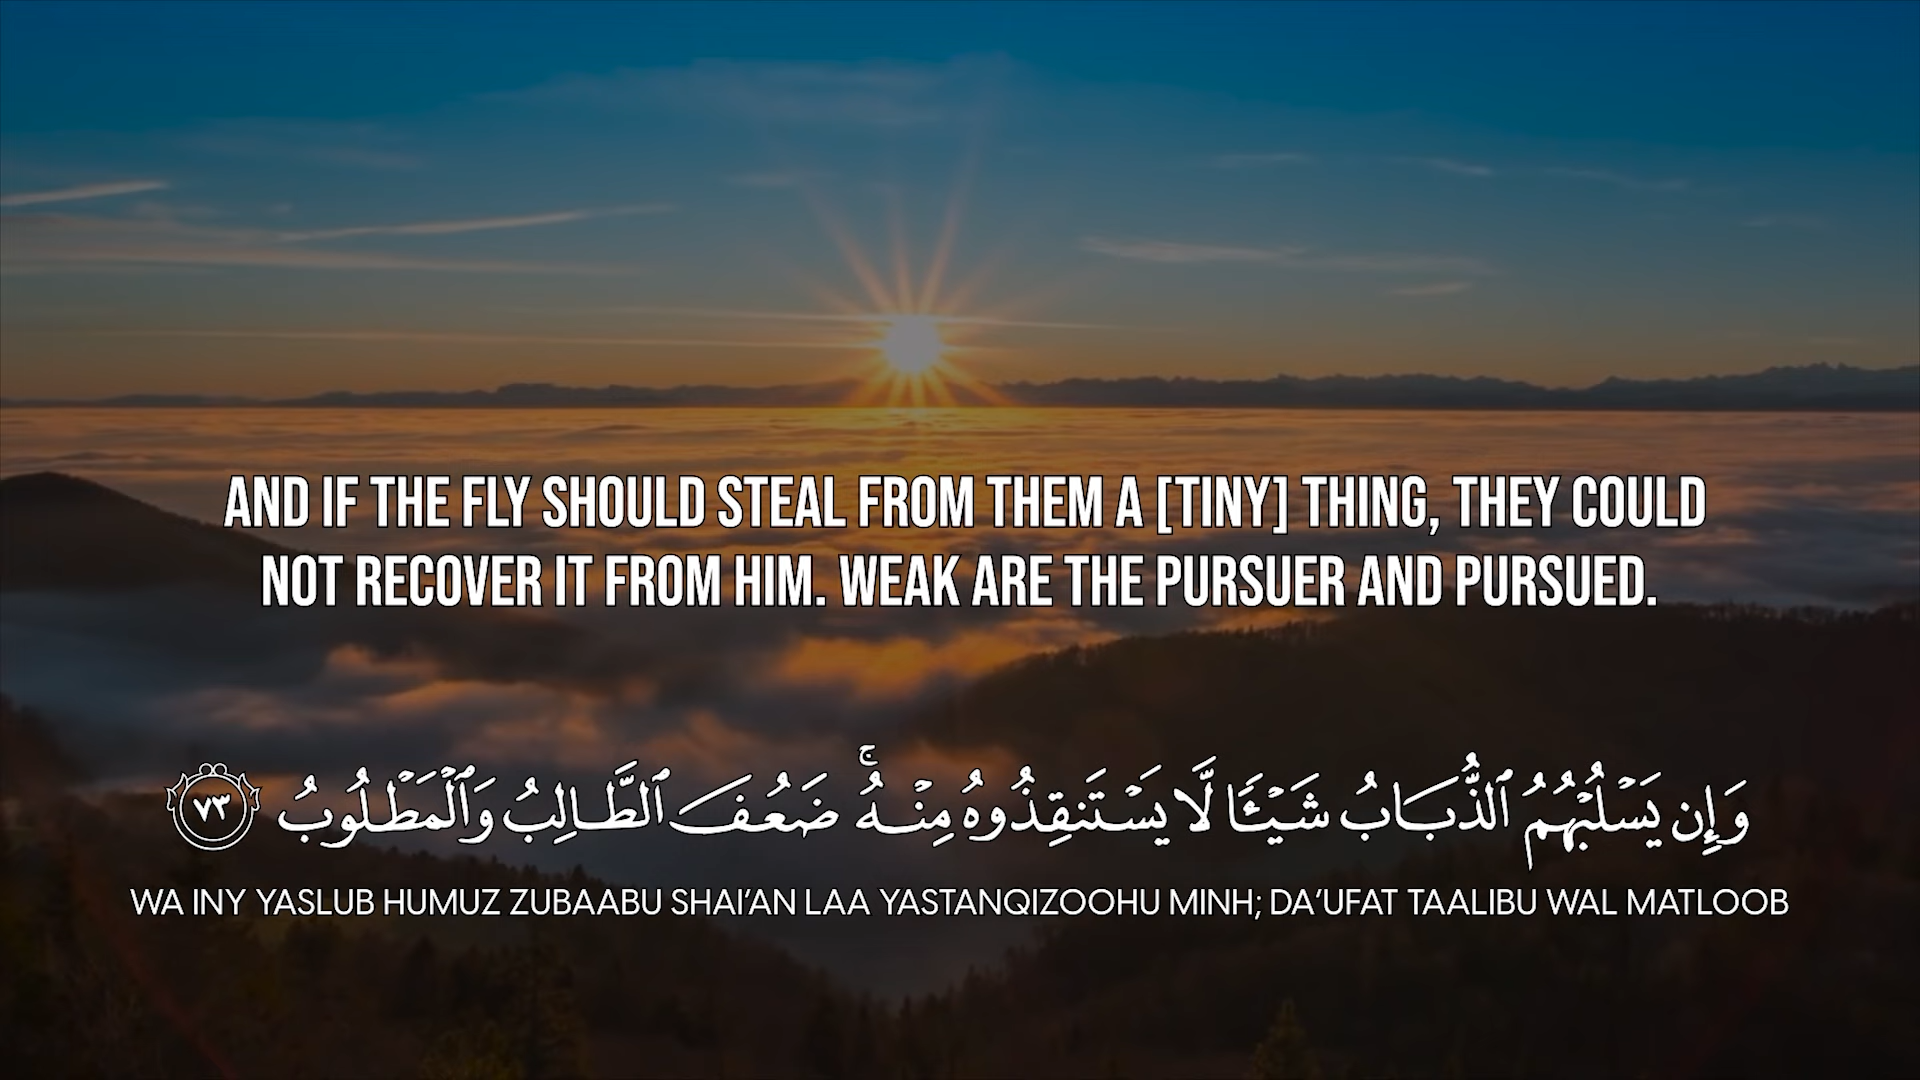 AND IF THE FLY SHOULD STEAL FROM THEM A [TINY] THING, THEY COULD
NOT RECOVER IT FROM HIM. WEAK ARE THE PURSUER AND PURSUED.
وَإِن يَسْلُبْهُمُ ٱلذُّبَابُ شَيْـًٔا لَّا يَسْتَنقِذُوهُ مِنْهُ ۚ ضَعُفَ ٱلطَّالِبُ وَٱلْمَطْلُوبُ ٧٣
WA INY YASLUB HUMUZ ZUBAABU SHAI'AN LAA YASTANQIZOOHU MINH; DA'UFAT TAALIBU WAL MATLOOB